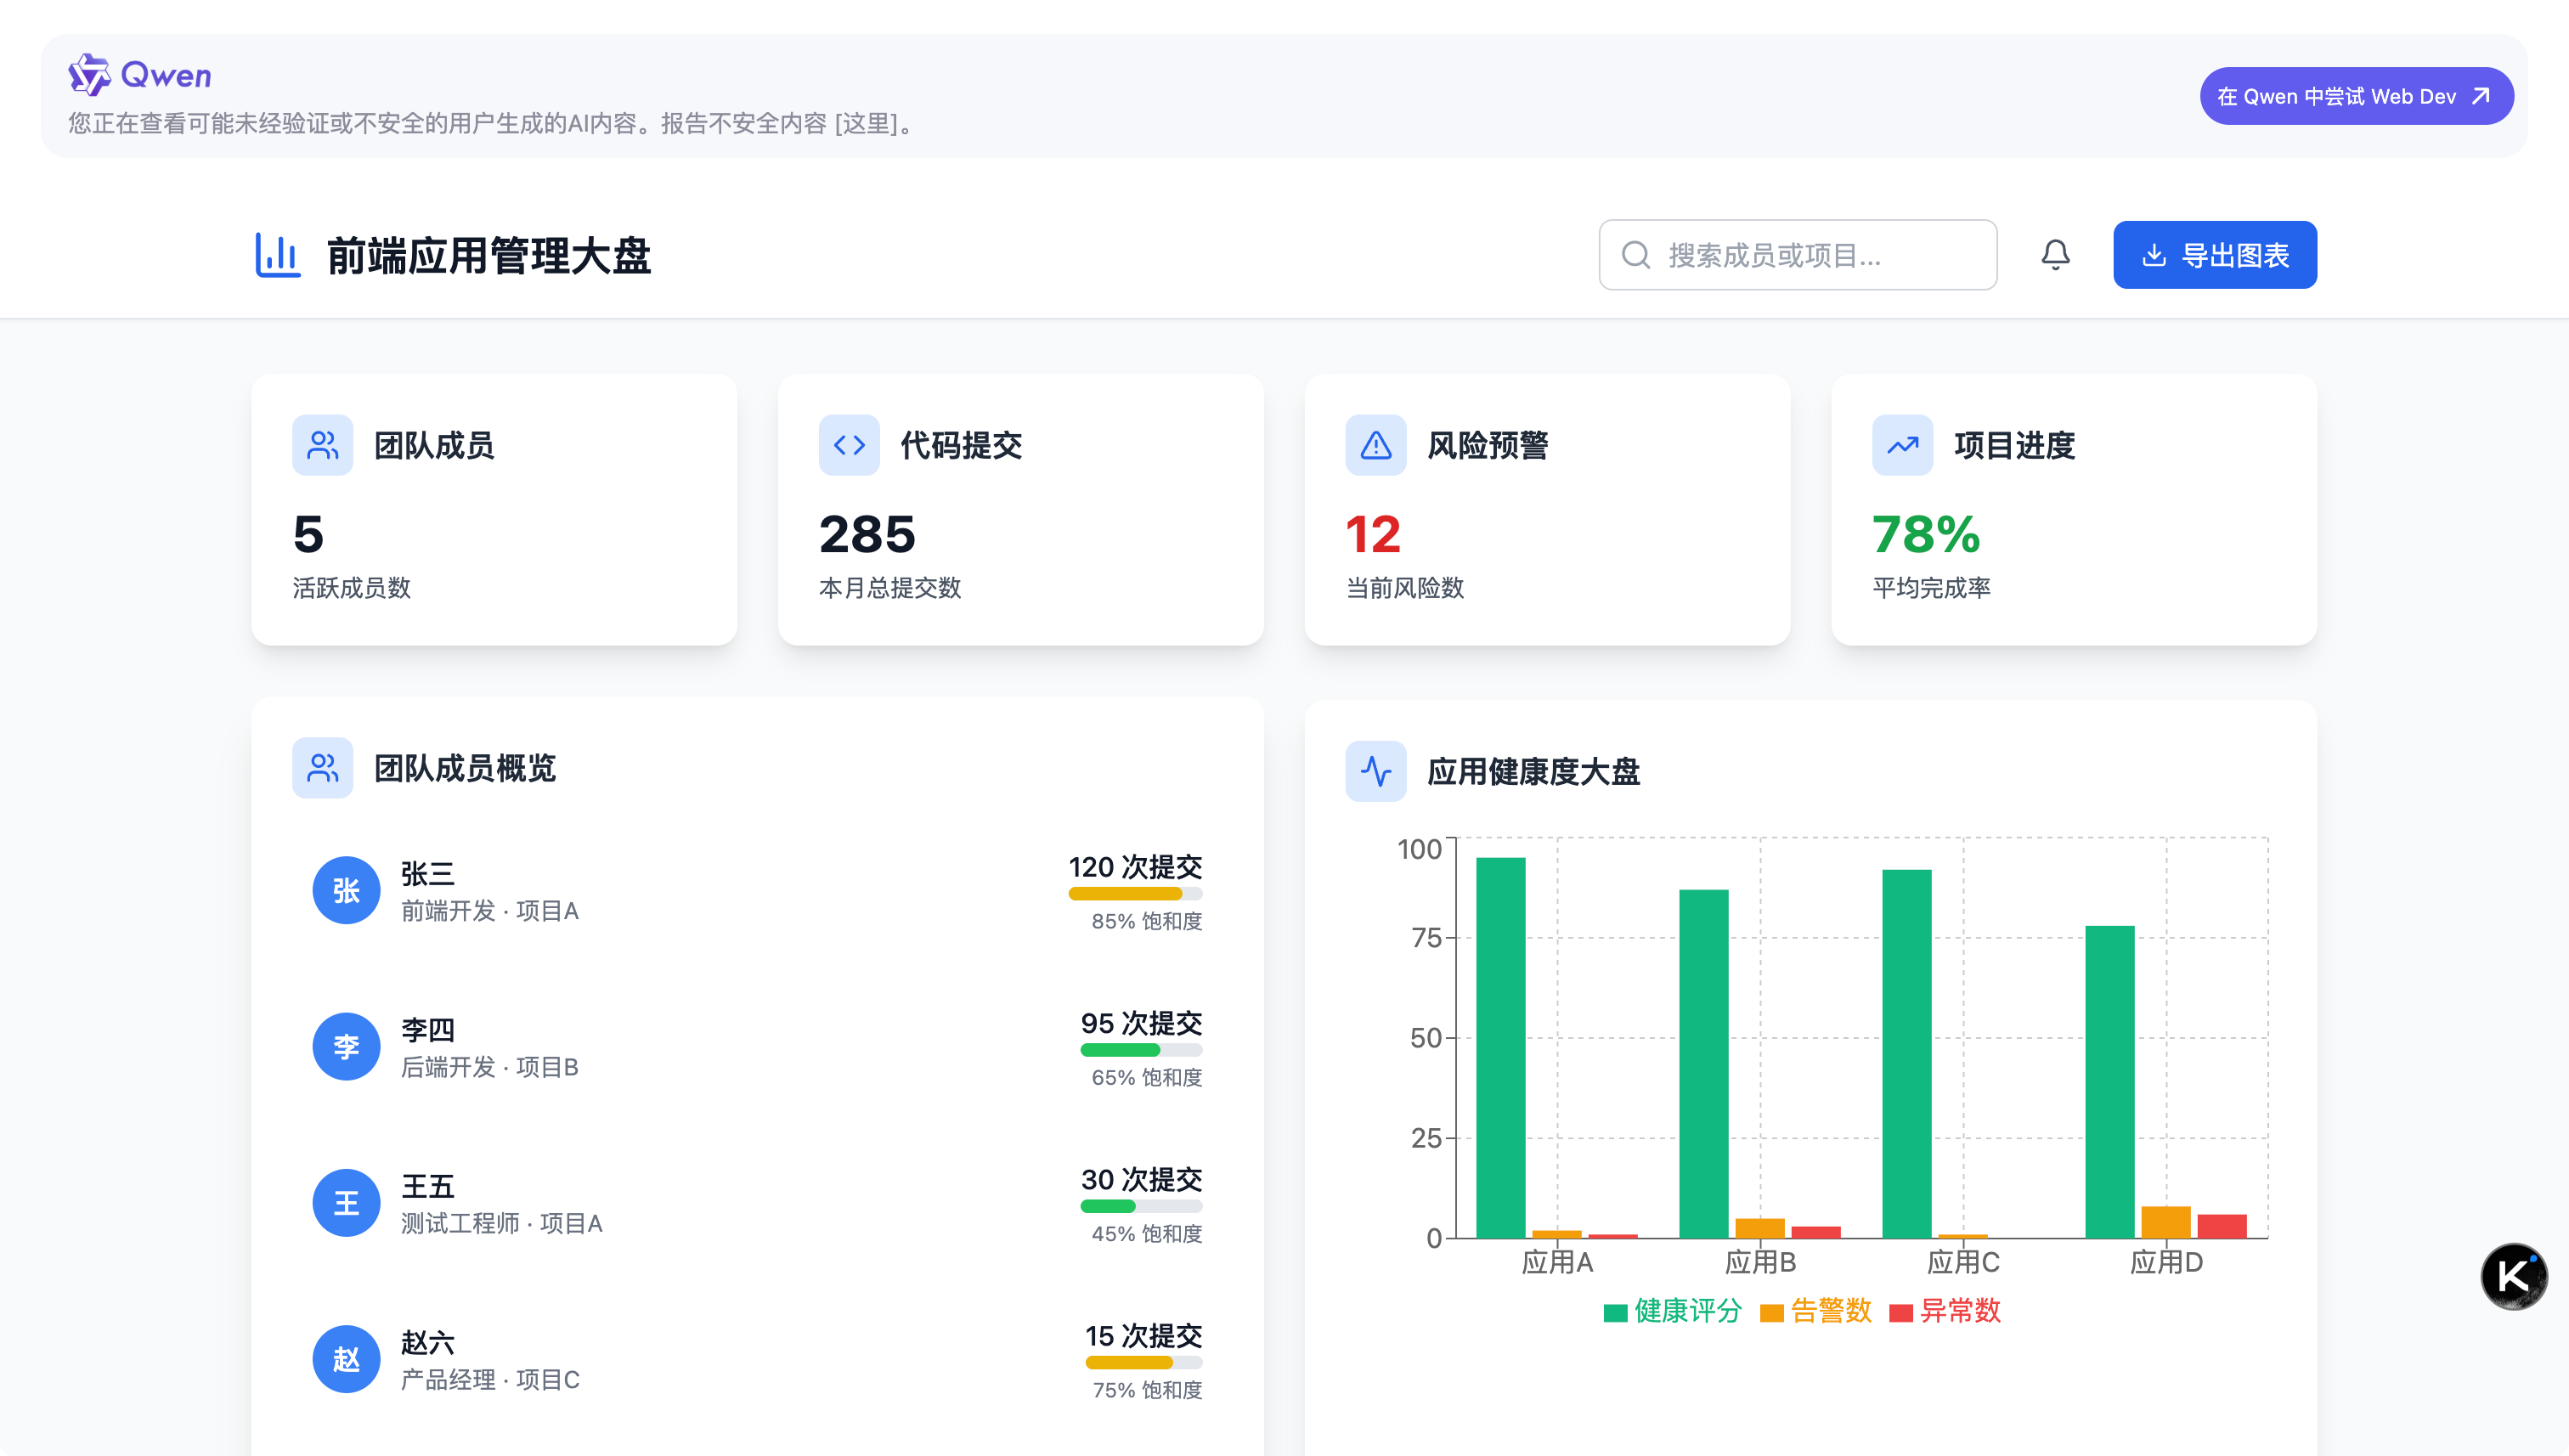 Qwen
您正在查看可能未经验证或不安全的用户生成的AI内容。报告不安全内容 [这里]。
在 Qwen 中尝试 Web Dev
前端应用管理大盘
搜索成员或项目...
导出图表
团队成员
5
活跃成员数
代码提交
285
本月总提交数
风险预警
12
当前风险数
项目进度
78%
平均完成率
团队成员概览
张
张三
前端开发 · 项目A
120 次提交
85% 饱和度
李
李四
后端开发 · 项目B
95 次提交
65% 饱和度
王
王五
测试工程师 · 项目A
30 次提交
45% 饱和度
赵
赵六
产品经理 · 项目C
15 次提交
75% 饱和度
应用健康度大盘
100
75
50
25
0
应用A 应用B 应用C 应用D
健康评分 告警数 异常数
K